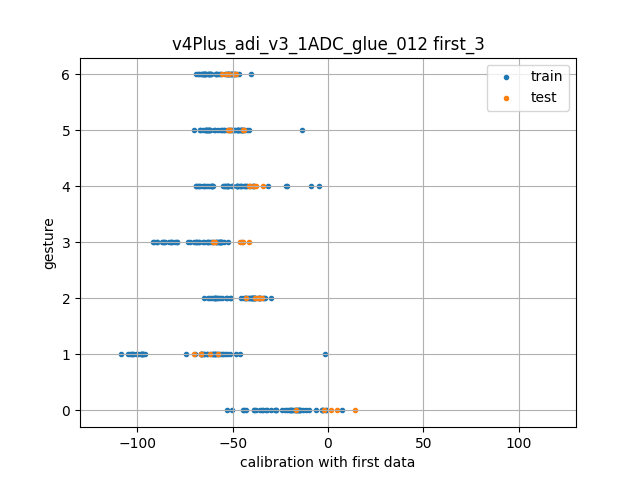 v4Plus_adi_v3_1ADC_glue_012 first_3
train
test
gesture
6
5
4
3
2
1
0
−100
−50
0
50
100
calibration with first data